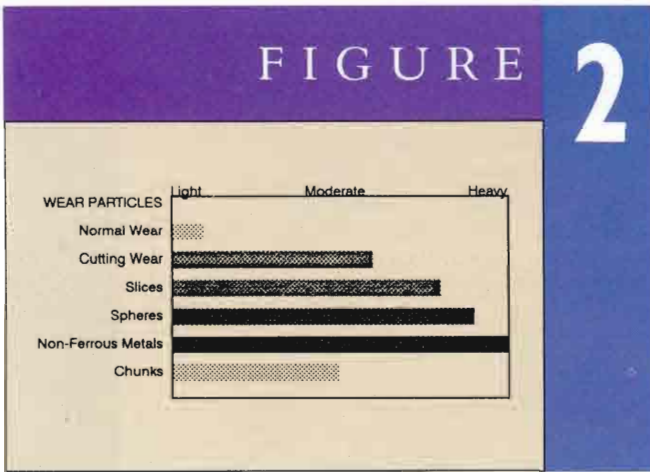 FIGURE 2
Light Moderate Heavy
WEAR PARTICLES
Normal Wear
Cutting Wear
Slices
Spheres
Non-Ferrous Metals
Chunks